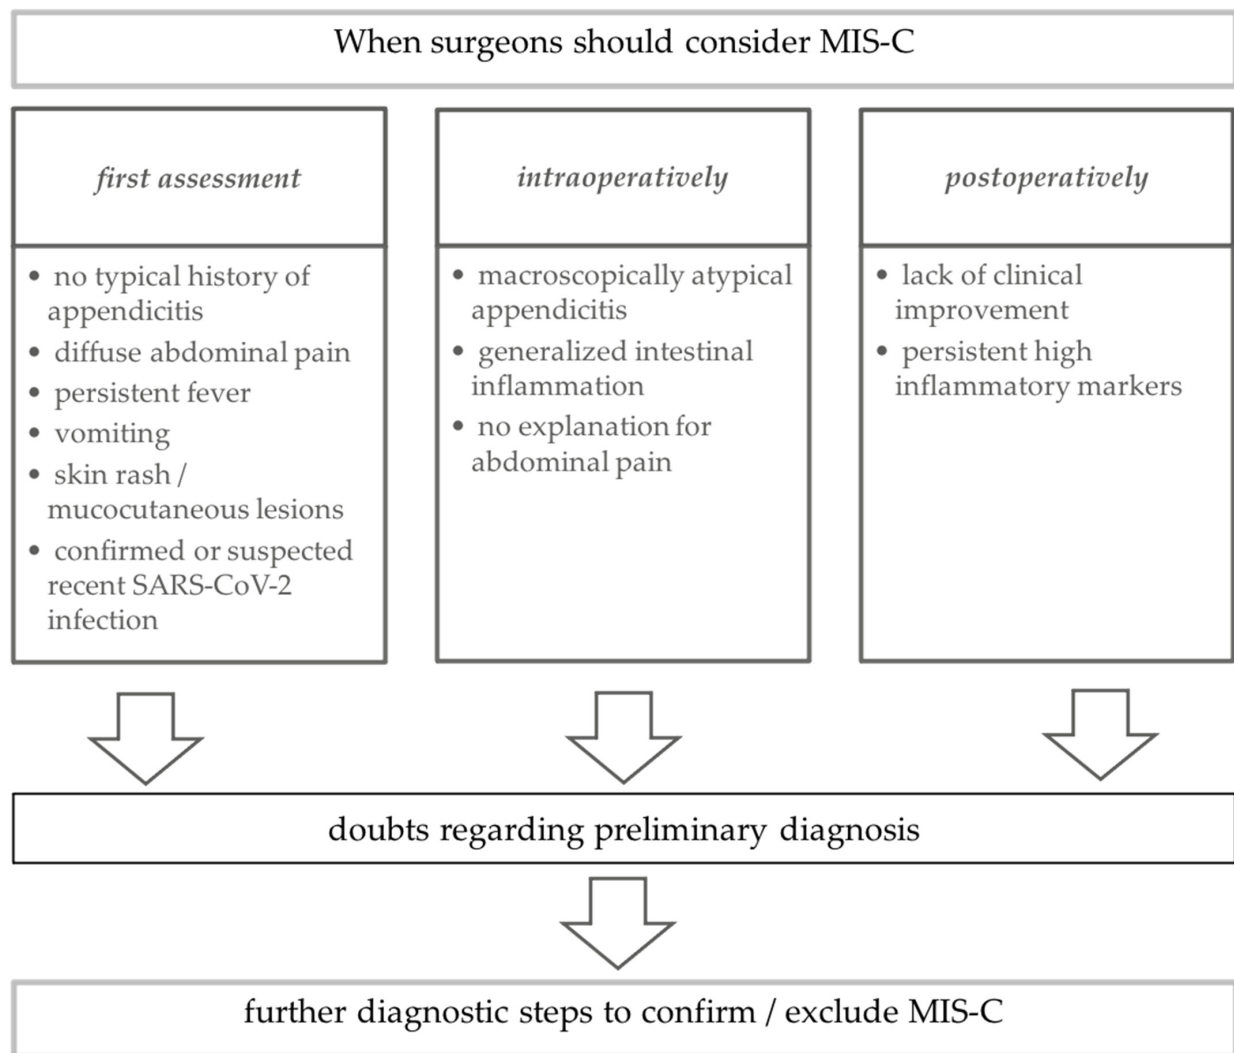 When surgeons should consider MIS-C
first assessment
• no typical history of
appendicitis
• diffuse abdominal pain
• persistent fever
• vomiting
• skin rash /
mucocutaneous lesions
• confirmed or suspected
recent SARS-CoV-2
infection
intraoperatively
• macroscopically atypical
appendicitis
• generalized intestinal
inflammation
• no explanation for
abdominal pain
postoperatively
• lack of clinical
improvement
• persistent high
inflammatory markers
doubts regarding preliminary diagnosis
further diagnostic steps to confirm / exclude MIS-C